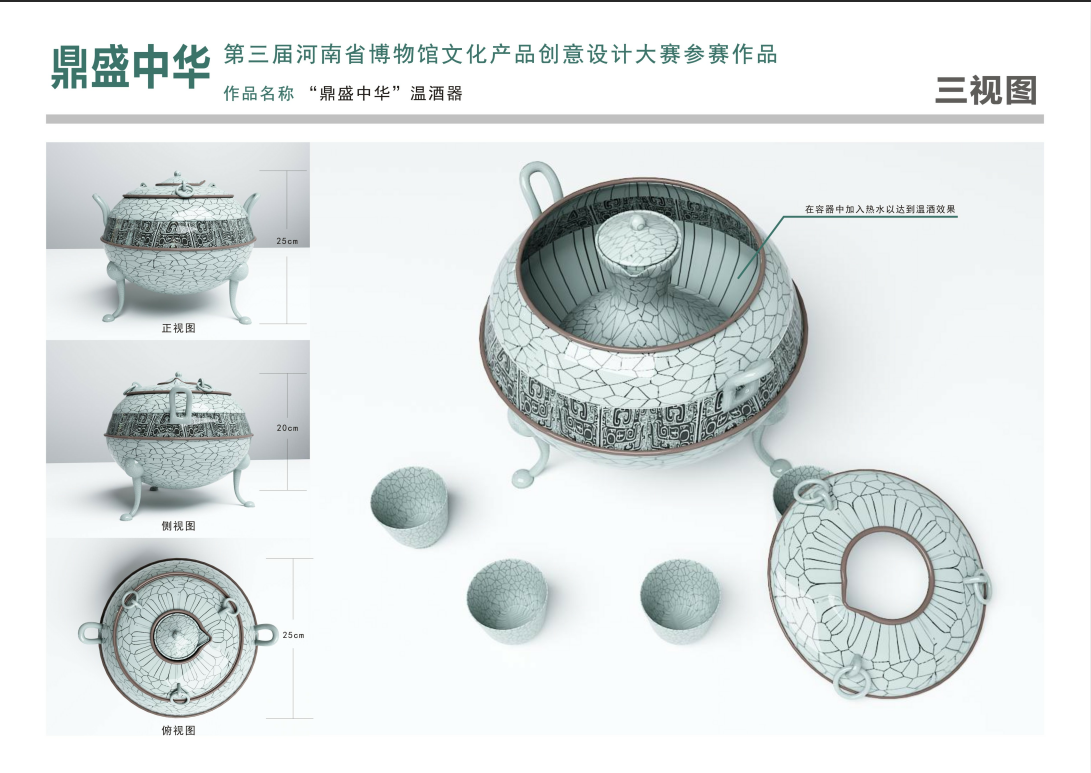 鼎盛中华
第三届河南省博物馆文化产品创意设计大赛参赛作品
作品名称 “鼎盛中华”温酒器
三视图
25cm
正视图
20cm
侧视图
25cm
俯视图
在容器中加入热水以达到温酒效果